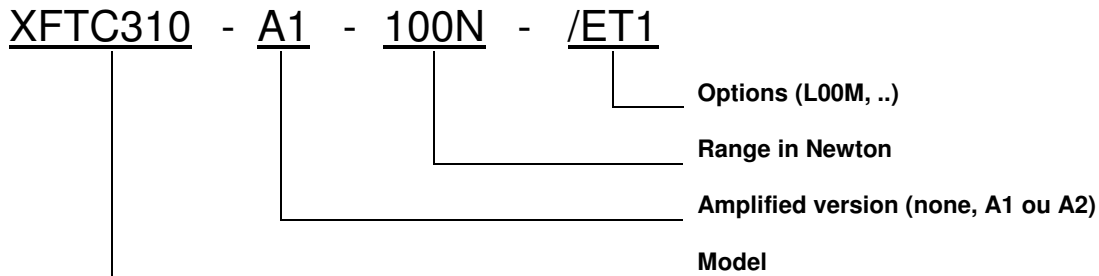 XFTC310 - A1 - 100N - /ET1
Options (L00M, ..)
Range in Newton
Amplified version (none, A1 ou A2)
Model